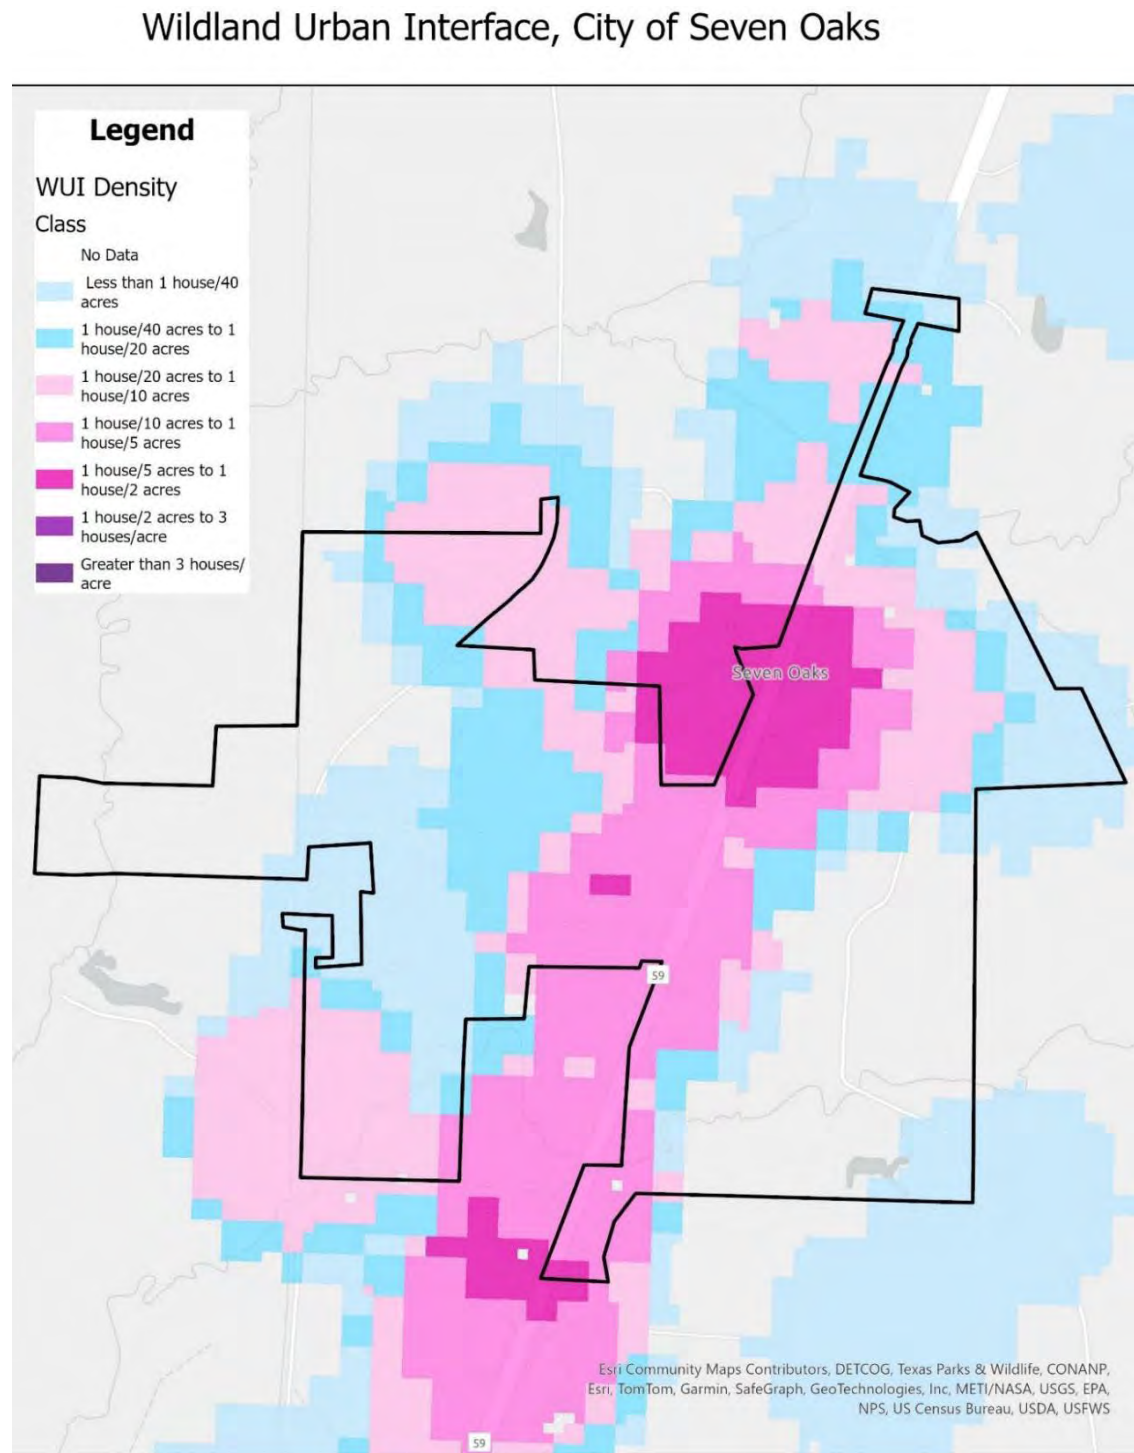 Wildland Urban Interface, City of Seven Oaks
Legend
WUI Density
Class
No Data
Less than 1 house/40
acres
1 house/40 acres to 1
house/20 acres
1 house/20 acres to 1
house/10 acres
1 house/10 acres to 1
house/5 acres
1 house/5 acres to 1
house/2 acres
1 house/2 acres to 3
houses/acre
Greater than 3 houses/
acre
Seven Oaks
59
Esri Community Maps Contributors, DETCOG, Texas Parks & Wildlife, CONANP,
Esri, TomTom, Garmin, SafeGraph, GeoTechnologies, Inc, METI/NASA, USGS, EPA,
NPS, US Census Bureau, USDA, USFWS
59